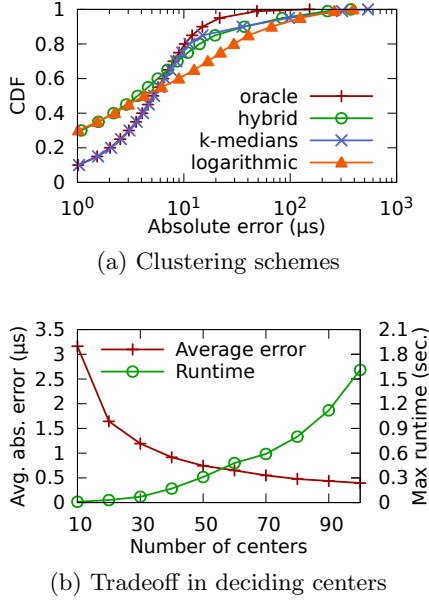 1
0.8
0.6
0.4
0.2
0
CDF
oracle
hybrid
k-medians
logarithmic
10^0 10^1 10^2 10^3
Absolute error (μs)
(a) Clustering schemes
3.5 2.1
3 1.8
2.5 1.5
2 1.2
1.5 0.9
1 0.6
0.5 0.3
0 0
Avg. abs. error (μs)
Max runtime (sec.)
Average error
Runtime
10 30 50 70 90
Number of centers
(b) Tradeoff in deciding centers